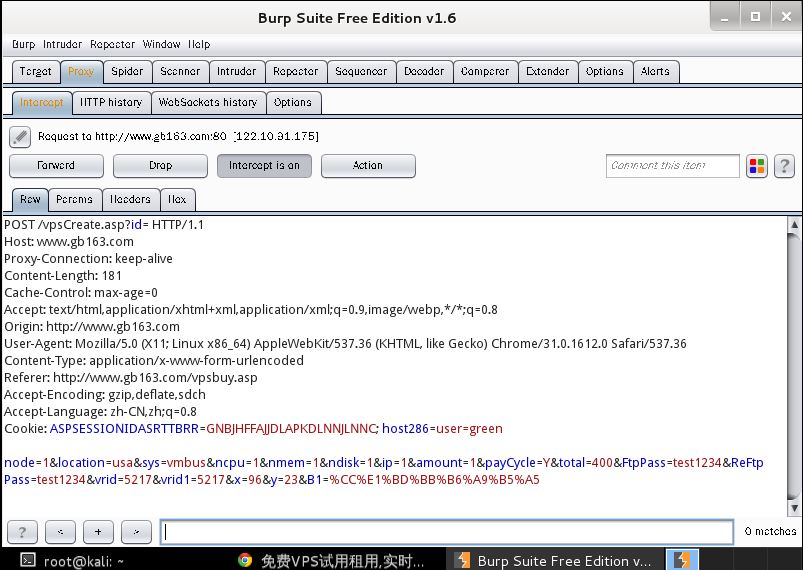 Burp Suite Free Edition v1.6
Burp Intruder Repeater Window Help
Target Proxy Spider Scanner Intruder Repeater Sequencer Decoder Comparer Extender Options Alerts
Intercept HTTP history WebSockets history Options
Request to http://www.gb163.com:80 [122.10.91.175]
Forward Drop Intercept is on Action Comment this item ?
Raw Params Headers Hex
POST /vpsCreate.asp?id= HTTP/1.1
Host: www.gb163.com
Proxy-Connection: keep-alive
Content-Length: 181
Cache-Control: max-age=0
Accept: text/html,application/xhtml+xml,application/xml;q=0.9,image/webp,*/*;q=0.8
Origin: http://www.gb163.com
User-Agent: Mozilla/5.0 (X11; Linux x86_64) AppleWebKit/537.36 (KHTML, like Gecko) Chrome/31.0.1612.0 Safari/537.36
Content-Type: application/x-www-form-urlencoded
Referer: http://www.gb163.com/vpsbuy.asp
Accept-Encoding: gzip,deflate,sdch
Accept-Language: zh-CN,zh;q=0.8
Cookie: ASPSESSIONIDASRTTBRR=GNBJHFFAJJDLAPKDLNNJLNNC; host286=user=green
node=1&location=usa&sys=vmbus&ncpu=1&nmem=1&ndisk=1&ip=1&amount=1&payCycle=Y&total=400&FtpPass=test1234&ReFtp
Pass=test1234&vrid=5217&vrid1=5217&x=96&y=23&B1=%CC%E1%BD%BB%B6%A9%B5%A5
? < + > 0 matches
root@kali: ~ 免费VPS试用租用,实时... Burp Suite Free Edition v...